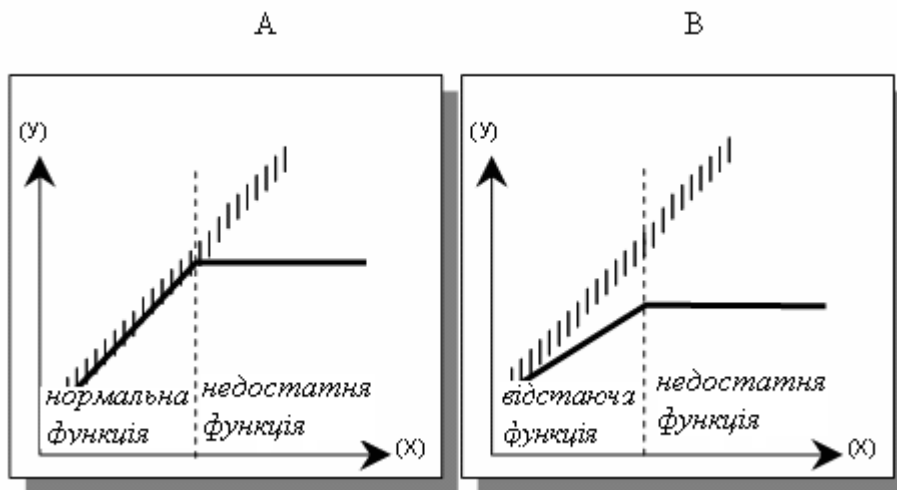 A
B
(У)
нормальна
функція
недостатня
функція
(X)
(У)
відстаюча
функція
недостатня
функція
(X)